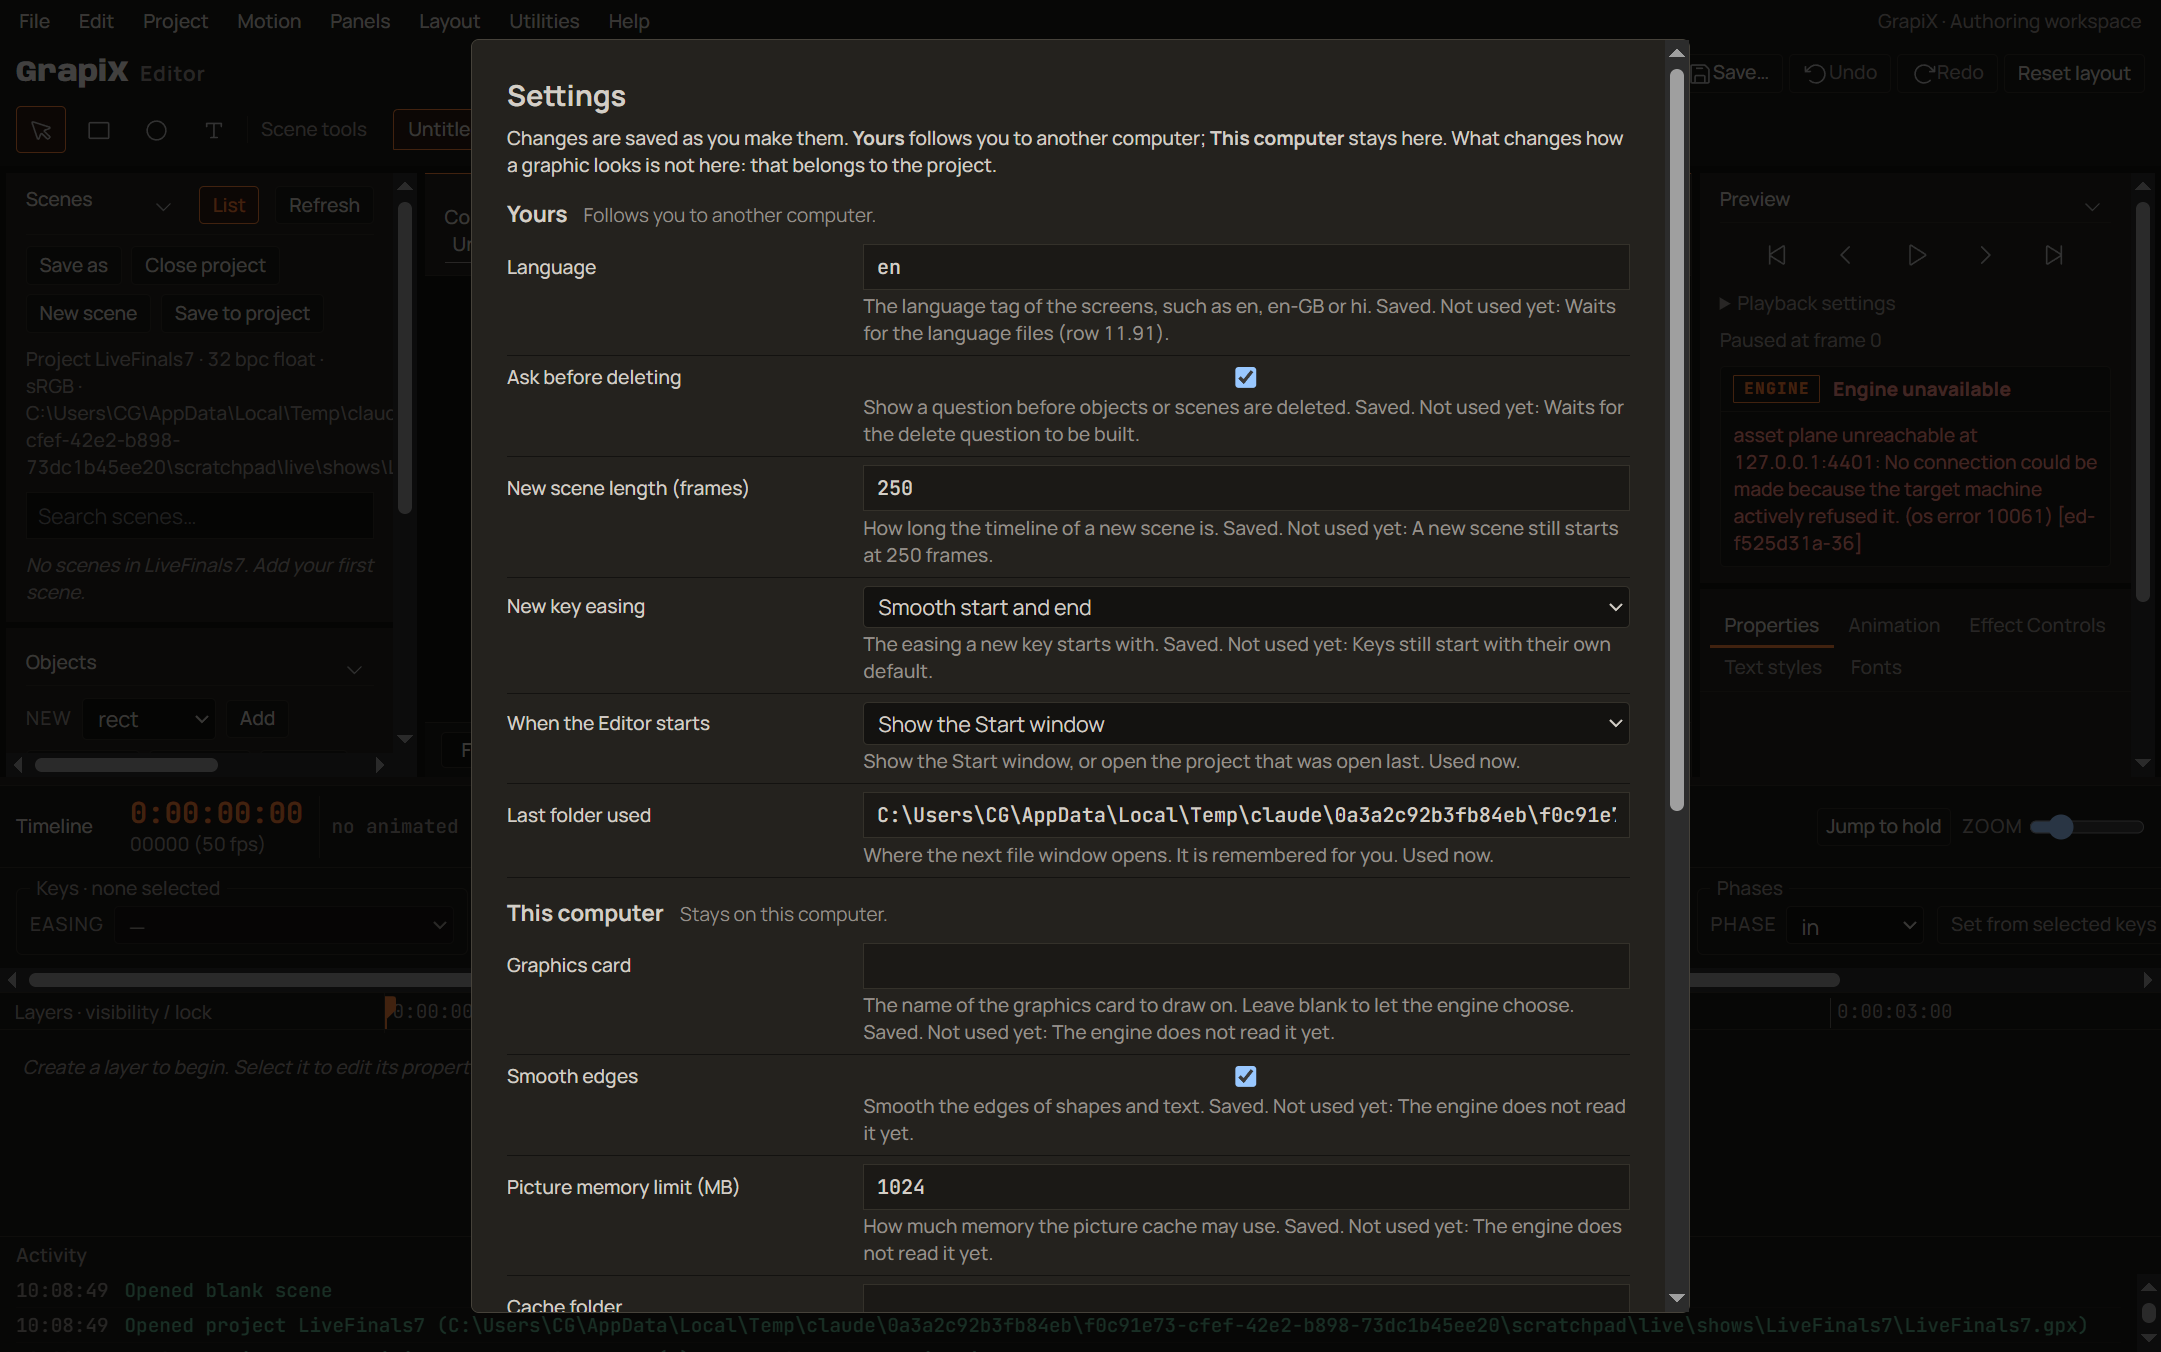 File Edit Project Motion Panels Layout Utilities Help
GrapiX · Authoring workspace
GrapiX Editor
Save...
Undo
Redo
Reset layout
Scene tools
Untitle
Scenes
List
Refresh
Save as
Close project
New scene
Save to project
Project LiveFinals7 · 32 bpc float ·
sRGB ·
C:\Users\CG\AppData\Local\Temp\clauc
cfef-42e2-b898-
73dc1b45ee20\scratchpad\live\shows\L
Search scenes...
No scenes in LiveFinals7. Add your first
scene.
Objects
NEW
rect
Add
Co
Un
F
Settings
Changes are saved as you make them. Yours follows you to another computer; This computer stays here. What changes how
a graphic looks is not here: that belongs to the project.
Yours Follows you to another computer.
Language
en
The language tag of the screens, such as en, en-GB or hi. Saved. Not used yet: Waits
for the language files (row 11.91).
Ask before deleting
Show a question before objects or scenes are deleted. Saved. Not used yet: Waits for
the delete question to be built.
New scene length (frames)
250
How long the timeline of a new scene is. Saved. Not used yet: A new scene still starts
at 250 frames.
New key easing
Smooth start and end
The easing a new key starts with. Saved. Not used yet: Keys still start with their own
default.
When the Editor starts
Show the Start window
Show the Start window, or open the project that was open last. Used now.
Last folder used
C:\Users\CG\AppData\Local\Temp\claude\0a3a2c92b3fb84eb\f0c91e7
Where the next file window opens. It is remembered for you. Used now.
This computer Stays on this computer.
Graphics card
The name of the graphics card to draw on. Leave blank to let the engine choose.
Saved. Not used yet: The engine does not read it yet.
Smooth edges
Smooth the edges of shapes and text. Saved. Not used yet: The engine does not read
it yet.
Picture memory limit (MB)
1024
How much memory the picture cache may use. Saved. Not used yet: The engine does
not read it yet.
Cache folder
Preview
Playback settings
Paused at frame 0
ENGINE Engine unavailable
asset plane unreachable at
127.0.0.1:4401: No connection could be
made because the target machine
actively refused it. (os error 10061) [ed-
f525d31a-36]
Properties Animation Effect Controls
Text styles Fonts
Timeline
0:00:00:00
00000 (50 fps)
no animated
Jump to hold
ZOOM
Keys · none selected
EASING —
Phases
PHASE in
Set from selected keys
Layers · visibility / lock
0:00:00
0:00:03:00
Create a layer to begin. Select it to edit its propert
Activity
10:08:49 Opened blank scene
10:08:49 Opened project LiveFinals7 (C:\Users\CG\AppData\Local\Temp\claude\0a3a2c92b3fb84eb\f0c91e73-cfef-42e2-b898-73dc1b45ee20\scratchpad\live\shows\LiveFinals7\LiveFinals7.gpx)